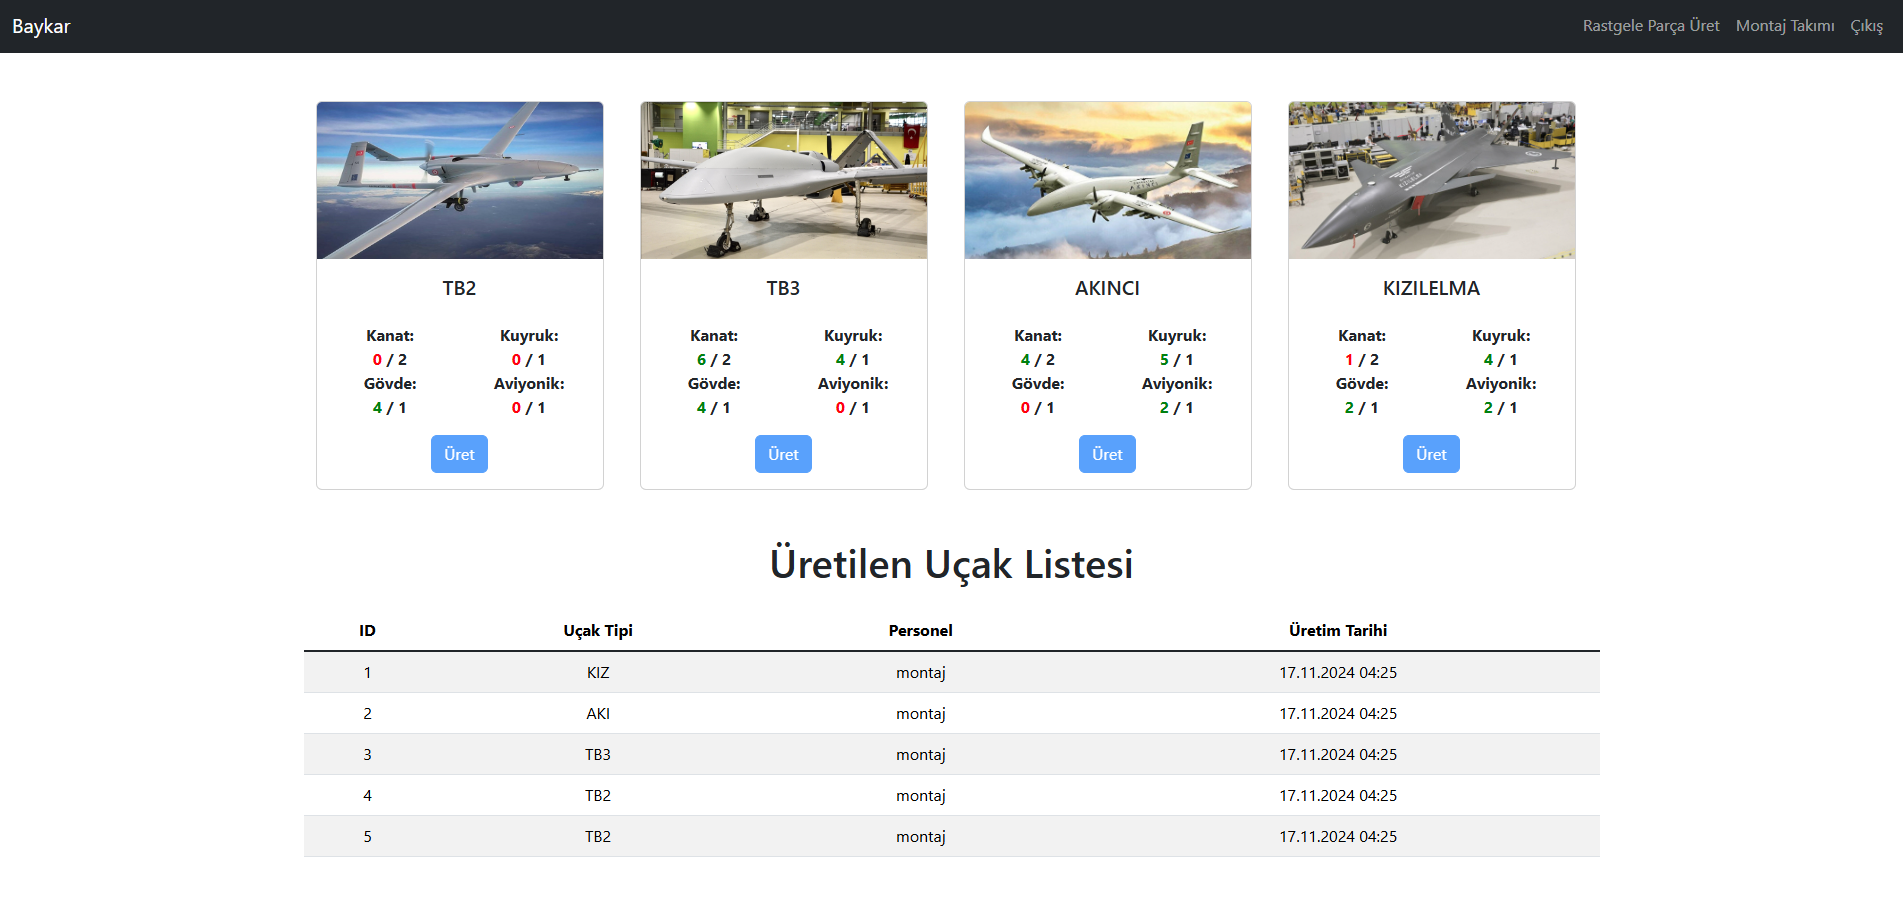 Baykar
Rastgele Parça Üret Montaj Takımı Çıkış
TB2
Kanat: Kuyruk:
0 / 2 0 / 1
Gövde: Aviyonik:
4 / 1 0 / 1
Üret
TB3
Kanat: Kuyruk:
6 / 2 4 / 1
Gövde: Aviyonik:
4 / 1 0 / 1
Üret
AKINCI
Kanat: Kuyruk:
4 / 2 5 / 1
Gövde: Aviyonik:
0 / 1 2 / 1
Üret
KIZILELMA
Kanat: Kuyruk:
1 / 2 4 / 1
Gövde: Aviyonik:
2 / 1 2 / 1
Üret
Üretilen Uçak Listesi
ID Uçak Tipi Personel Üretim Tarihi
1 KIZ montaj 17.11.2024 04:25
2 AKI montaj 17.11.2024 04:25
3 TB3 montaj 17.11.2024 04:25
4 TB2 montaj 17.11.2024 04:25
5 TB2 montaj 17.11.2024 04:25